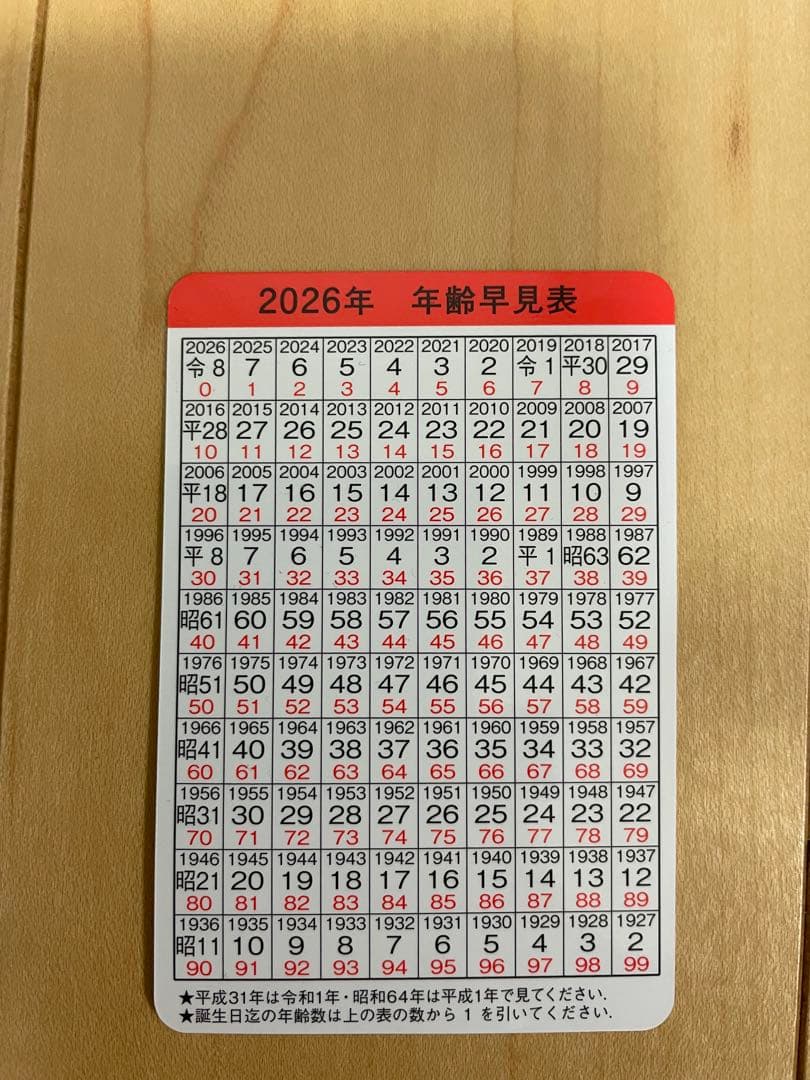 2026年 年齢早見表
2026 2025 2024 2023 2022 2021 2020 2019 2018 2017
令8 7 6 5 4 3 2 令1 平30 29
0 1 2 3 4 5 6 7 8 9
2016 2015 2014 2013 2012 2011 2010 2009 2008 2007
平28 27 26 25 24 23 22 21 20 19
10 11 12 13 14 15 16 17 18 19
2006 2005 2004 2003 2002 2001 2000 1999 1998 1997
平18 17 16 15 14 13 12 11 10 9
20 21 22 23 24 25 26 27 28 29
1996 1995 1994 1993 1992 1991 1990 1989 1988 1987
平8 7 6 5 4 3 2 平1 昭63 62
30 31 32 33 34 35 36 37 38 39
1986 1985 1984 1983 1982 1981 1980 1979 1978 1977
昭61 60 59 58 57 56 55 54 53 52
40 41 42 43 44 45 46 47 48 49
1976 1975 1974 1973 1972 1971 1970 1969 1968 1967
昭51 50 49 48 47 46 45 44 43 42
50 51 52 53 54 55 56 57 58 59
1966 1965 1964 1963 1962 1961 1960 1959 1958 1957
昭41 40 39 38 37 36 35 34 33 32
60 61 62 63 64 65 66 67 68 69
1956 1955 1954 1953 1952 1951 1950 1949 1948 1947
昭31 30 29 28 27 26 25 24 23 22
70 71 72 73 74 75 76 77 78 79
1946 1945 1944 1943 1942 1941 1940 1939 1938 1937
昭21 20 19 18 17 16 15 14 13 12
80 81 82 83 84 85 86 87 88 89
1936 1935 1934 1933 1932 1931 1930 1929 1928 1927
昭11 10 9 8 7 6 5 4 3 2
90 91 92 93 94 95 96 97 98 99
★平成31年は令和1年・昭和64年は平成1年で見てください.
★誕生日迄の年齢数は上の表の数から 1 を引いてください.